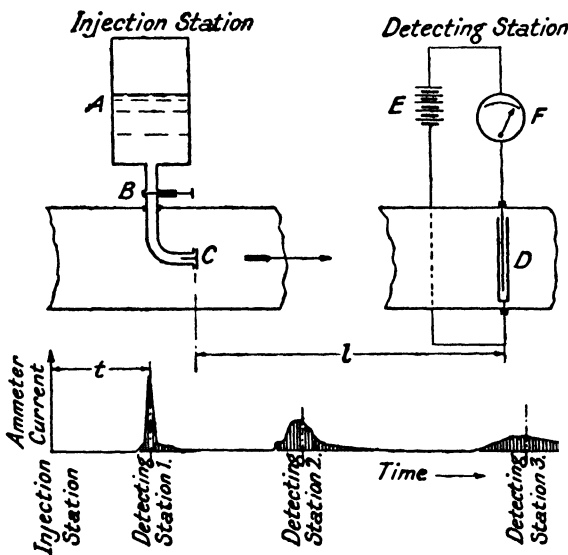 Injection Station
Detecting Station
A
E
F
B
C
D
l
t
Ammeter
Current
Time
Injection
Station
Detecting
Station 1.
Detecting
Station 2.
Detecting
Station 3.